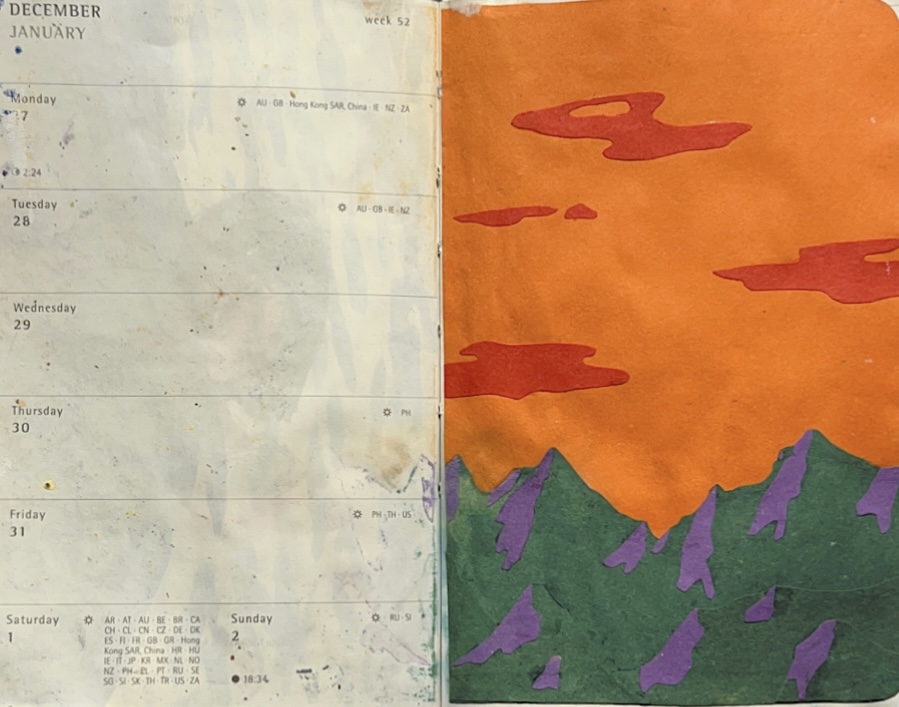 DECEMBER
JANUARY
week 52
Monday
7
AU · GB · Hong Kong SAR, China · IE · NZ · ZA
2:24
Tuesday
28
AU · GB · IE · NZ
Wednesday
29
Thursday
30
PH
Friday
31
PH · TH · US
Saturday
1
AR · AT · AU · BE · BR · CA
CH · CL · CN · CZ · DE · DK
ES · FI · FR · GB · GR · Hong
Kong SAR, China · HR · HU
IE · IT · JP · KR · MX · NL · NO
NZ · PH · PL · PT · RU · SE
SG · SI · SK · TH · TR · US · ZA
Sunday
2
RU · SI
18:34